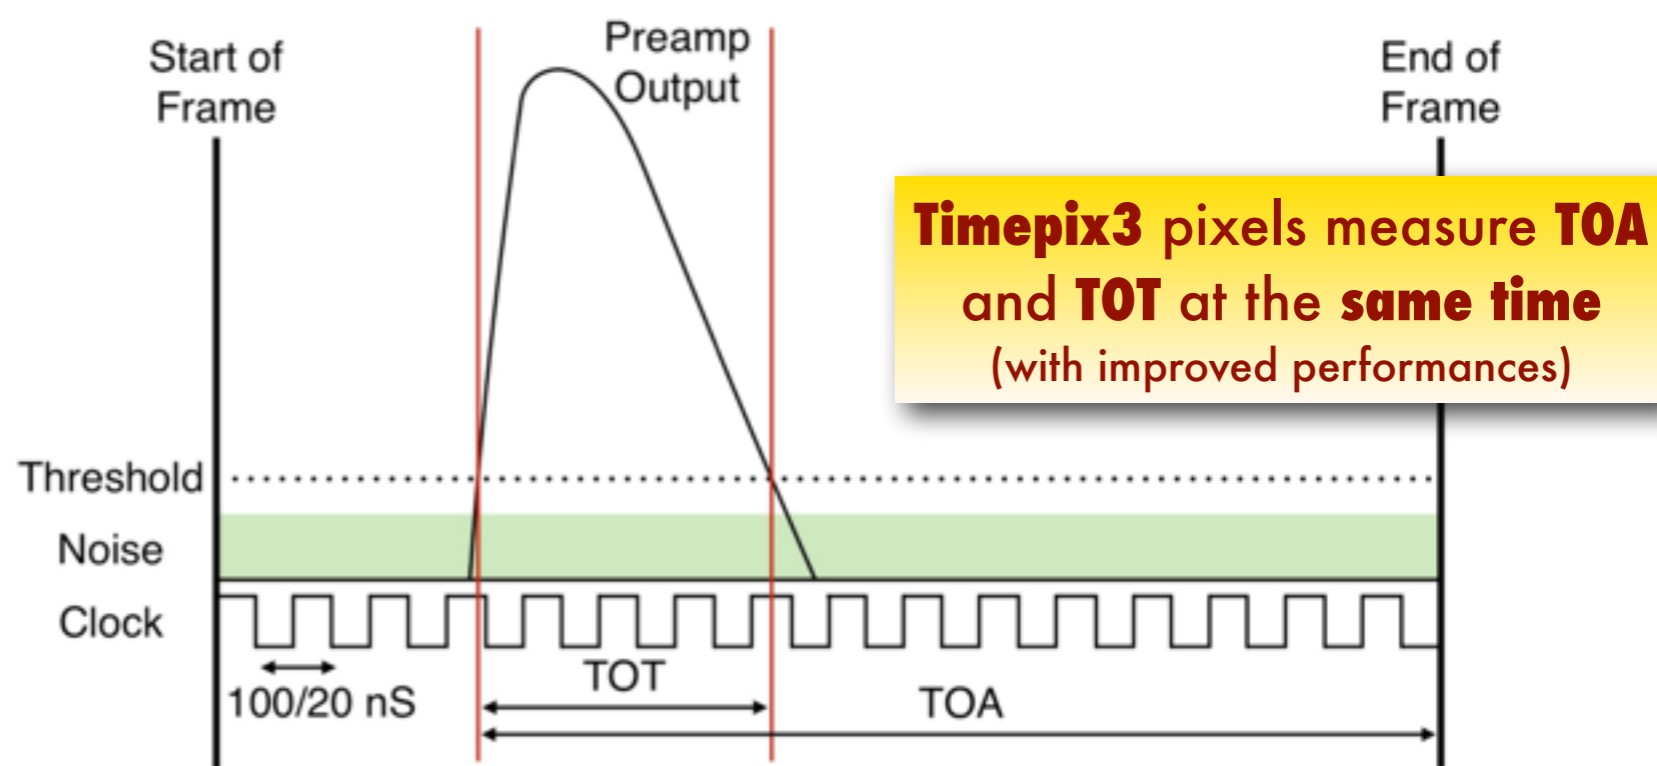 Start of
Frame
Preamp
Output
End of
Frame
Timepix3 pixels measure TOA
and TOT at the same time
(with improved performances)
Threshold
Noise
Clock
100/20 nS
TOT
TOA